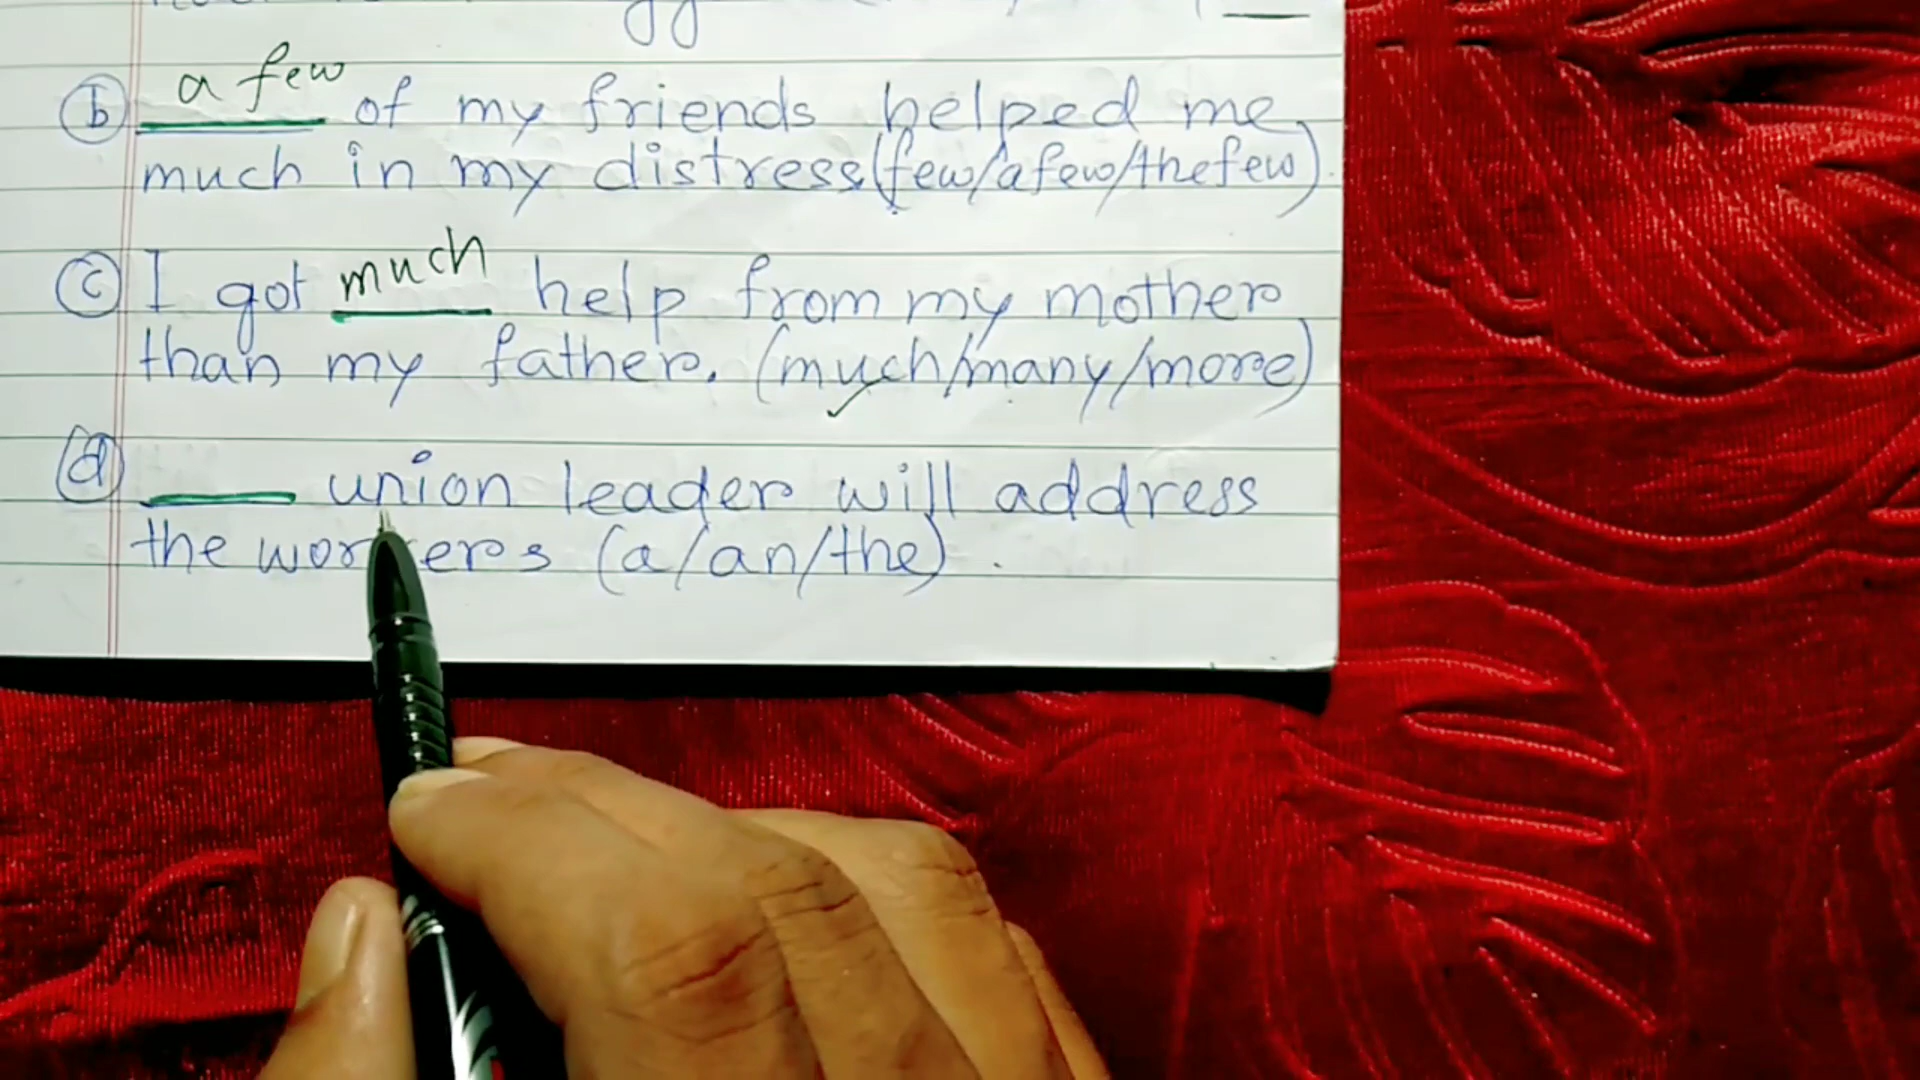 ⓑ a few of my friends helped me
much in my distress. (few/a few/the few).
ⓒ I got much help from my mother
than my father. (much/many/more)
ⓓ ____ union leader will address
the workers (a/an/the).